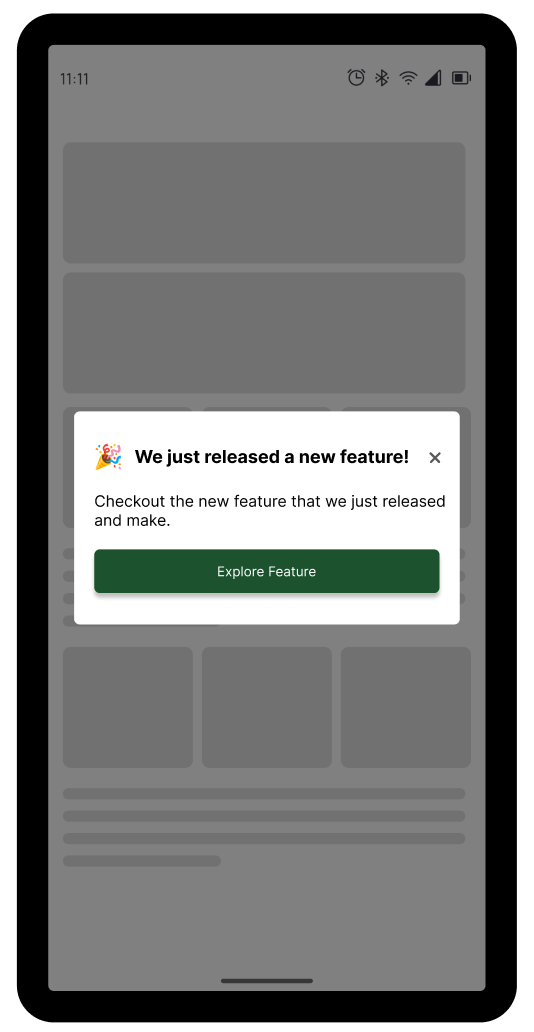 11:11
🎉 We just released a new feature! ×
Checkout the new feature that we just released
and make.
Explore Feature